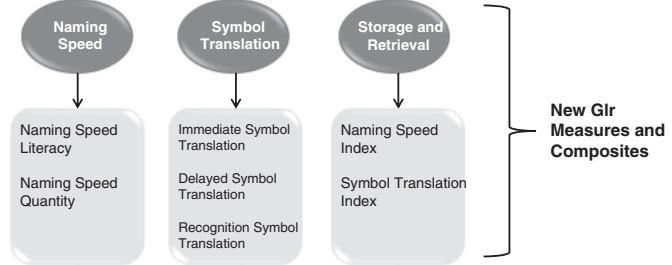 Naming
Speed
Symbol
Translation
Storage and
Retrieval
Naming Speed
Literacy
Naming Speed
Quantity
Immediate Symbol
Translation
Delayed Symbol
Translation
Recognition Symbol
Translation
Naming Speed
Index
Symbol Translation
Index
New Glr
Measures and
Composites